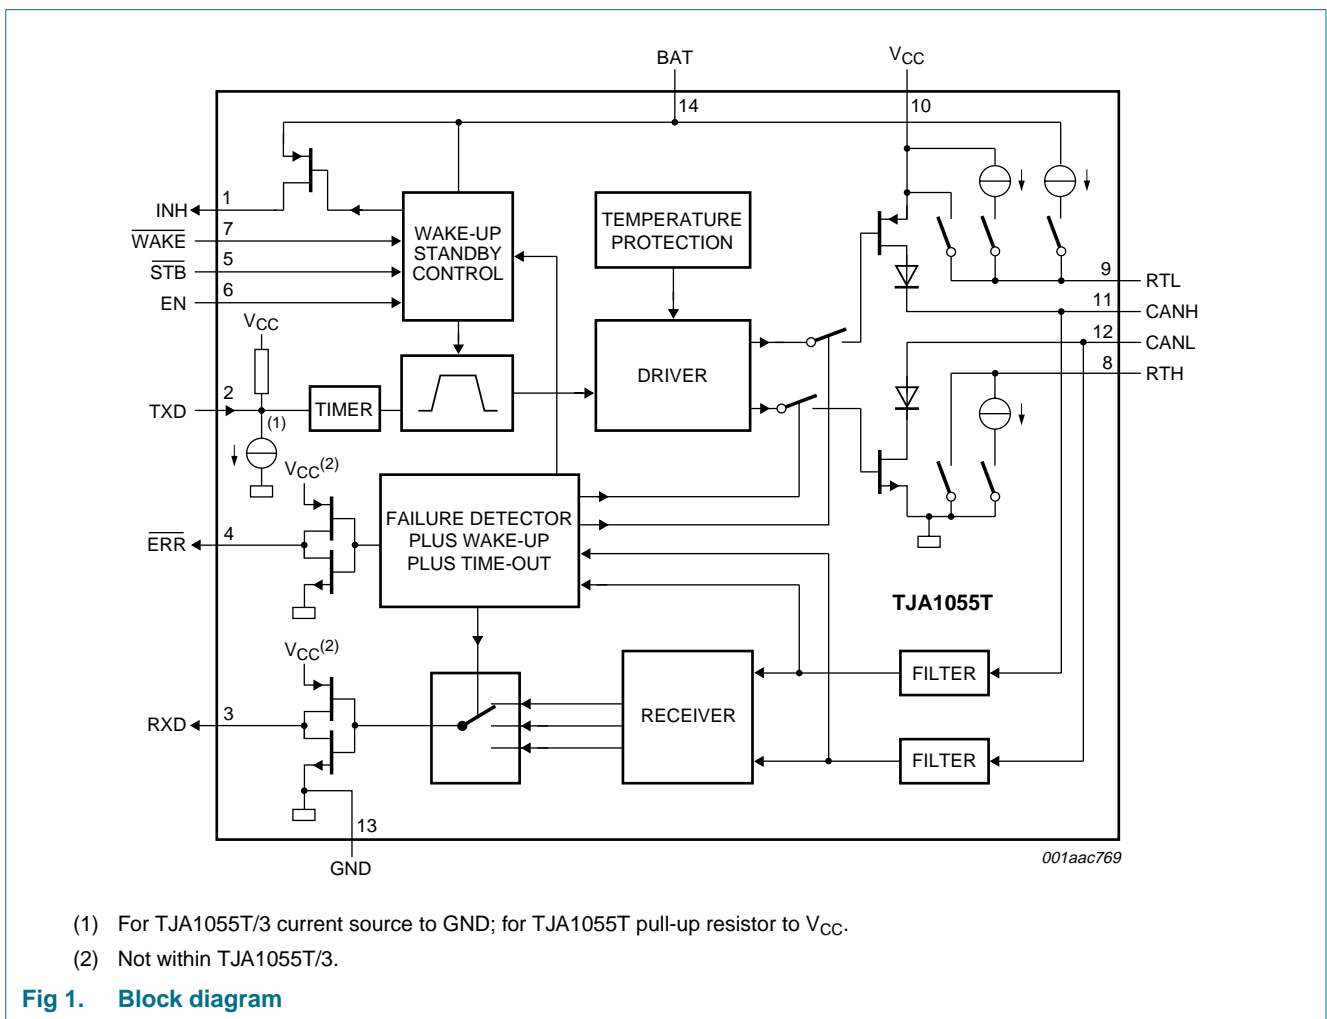 BAT
VCC
14
10
1
INH
7
WAKE
5
STB
6
EN
WAKE-UP
STANDBY
CONTROL
TEMPERATURE
PROTECTION
9
RTL
11
CANH
12
CANL
8
RTH
VCC
2
TXD
(1)
TIMER
DRIVER
VCC(2)
4
ERR
FAILURE DETECTOR
PLUS WAKE-UP
PLUS TIME-OUT
TJA1055T
VCC(2)
3
RXD
RECEIVER
FILTER
FILTER
13
GND
001aac769
(1) For TJA1055T/3 current source to GND; for TJA1055T pull-up resistor to VCC.
(2) Not within TJA1055T/3.
Fig 1. Block diagram